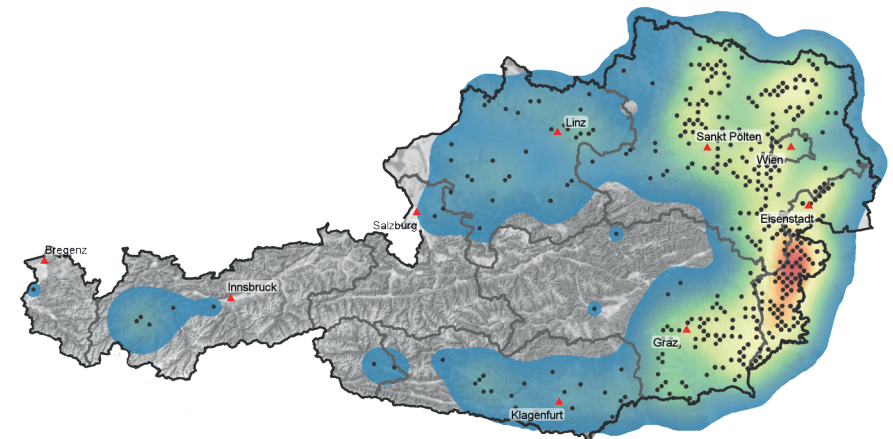 Linz
Sankt Pölten
Wien
Eisenstadt
Salzburg
Bregenz
Innsbruck
Graz
Klagenfurt